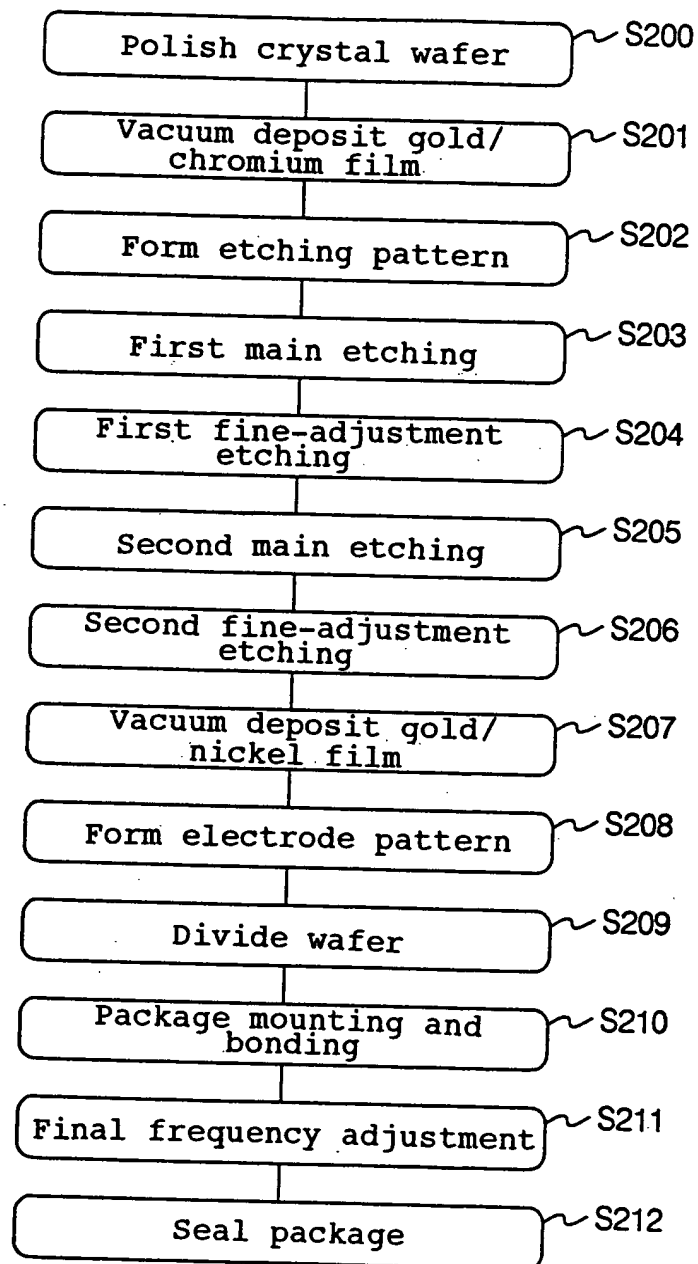 Polish crystal wafer S200
Vacuum deposit gold/
chromium film S201
Form etching pattern S202
First main etching S203
First fine-adjustment
etching S204
Second main etching S205
Second fine-adjustment
etching S206
Vacuum deposit gold/
nickel film S207
Form electrode pattern S208
Divide wafer S209
Package mounting and
bonding S210
Final frequency adjustment S211
Seal package S212